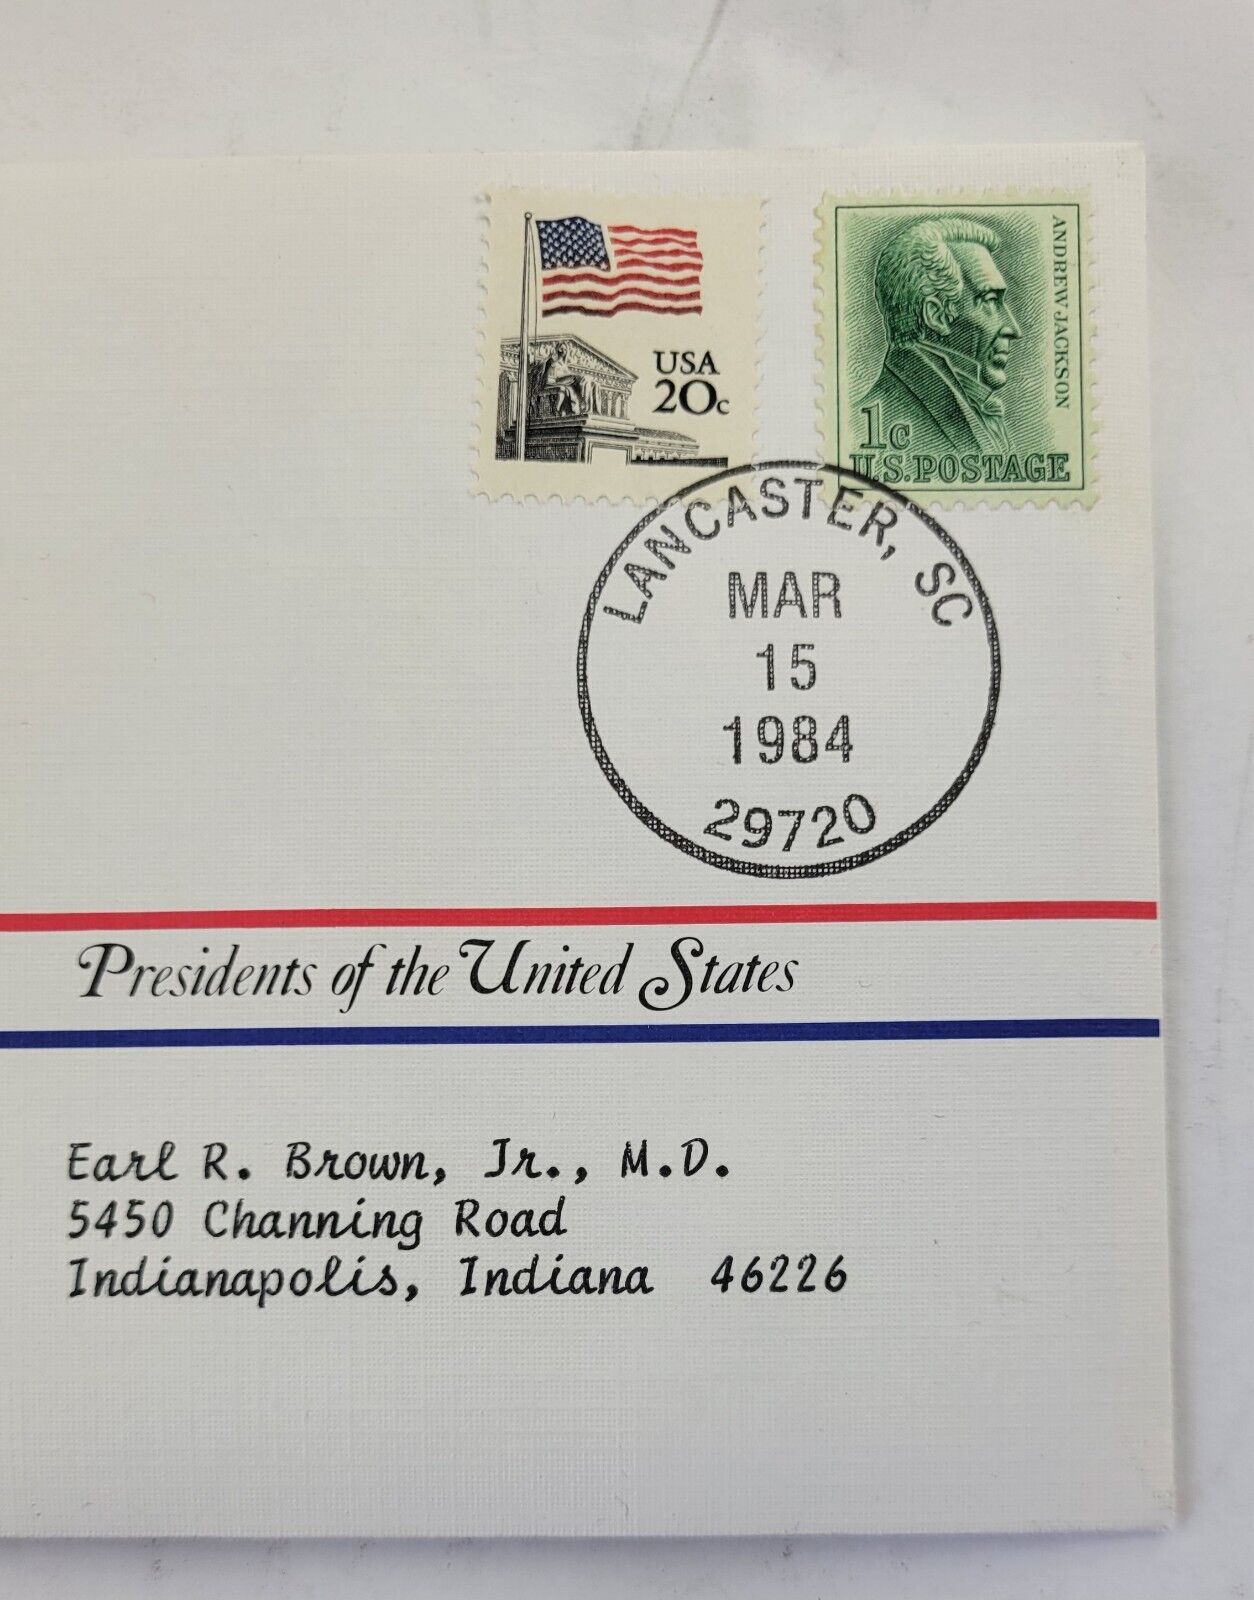 USA
20c
ANDREW JACKSON
1c
U.S. POSTAGE
LANCASTER, SC
MAR
15
1984
29720
Presidents of the United States
Earl R. Brown, Jr., M.D.
5450 Channing Road
Indianapolis, Indiana 46226